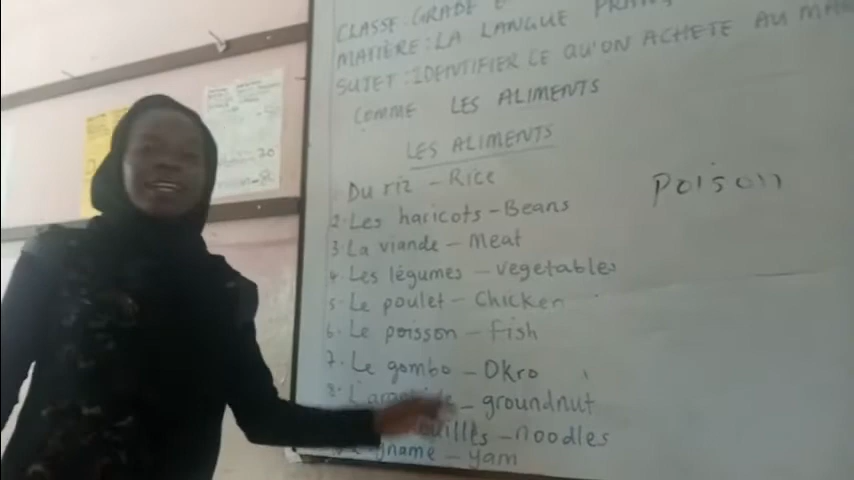 CLASSE: GRADE
MATIÈRE: LA LANGUE
SUJET: IDENTIFIER CE QU'ON ACHETE AU
COMME LES ALIMENTS
LES ALIMENTS
Du riz - Rice
2. Les haricots - Beans
3. La viande - Meat
4. Les légumes - vegetables
5. Le poulet - Chicken
6. Le poisson - Fish
7. Le gombo - Okro
8. - groundnut
- noodles
- yam
Poison